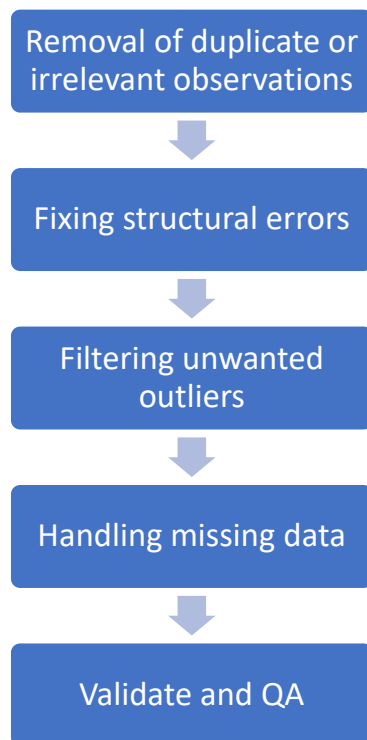 Removal of duplicate or
irrelevant observations
Fixing structural errors
Filtering unwanted
outliers
Handling missing data
Validate and QA